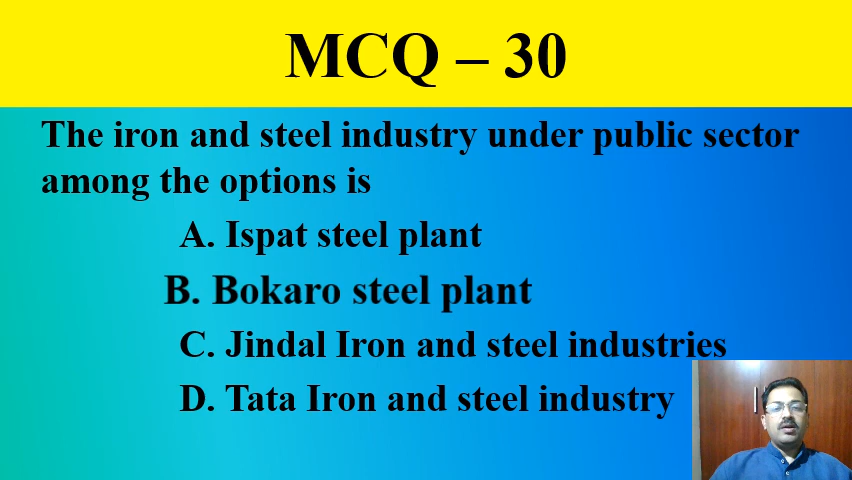 MCQ – 30
The iron and steel industry under public sector
among the options is
A. Ispat steel plant
B. Bokaro steel plant
C. Jindal Iron and steel industries
D. Tata Iron and steel industry